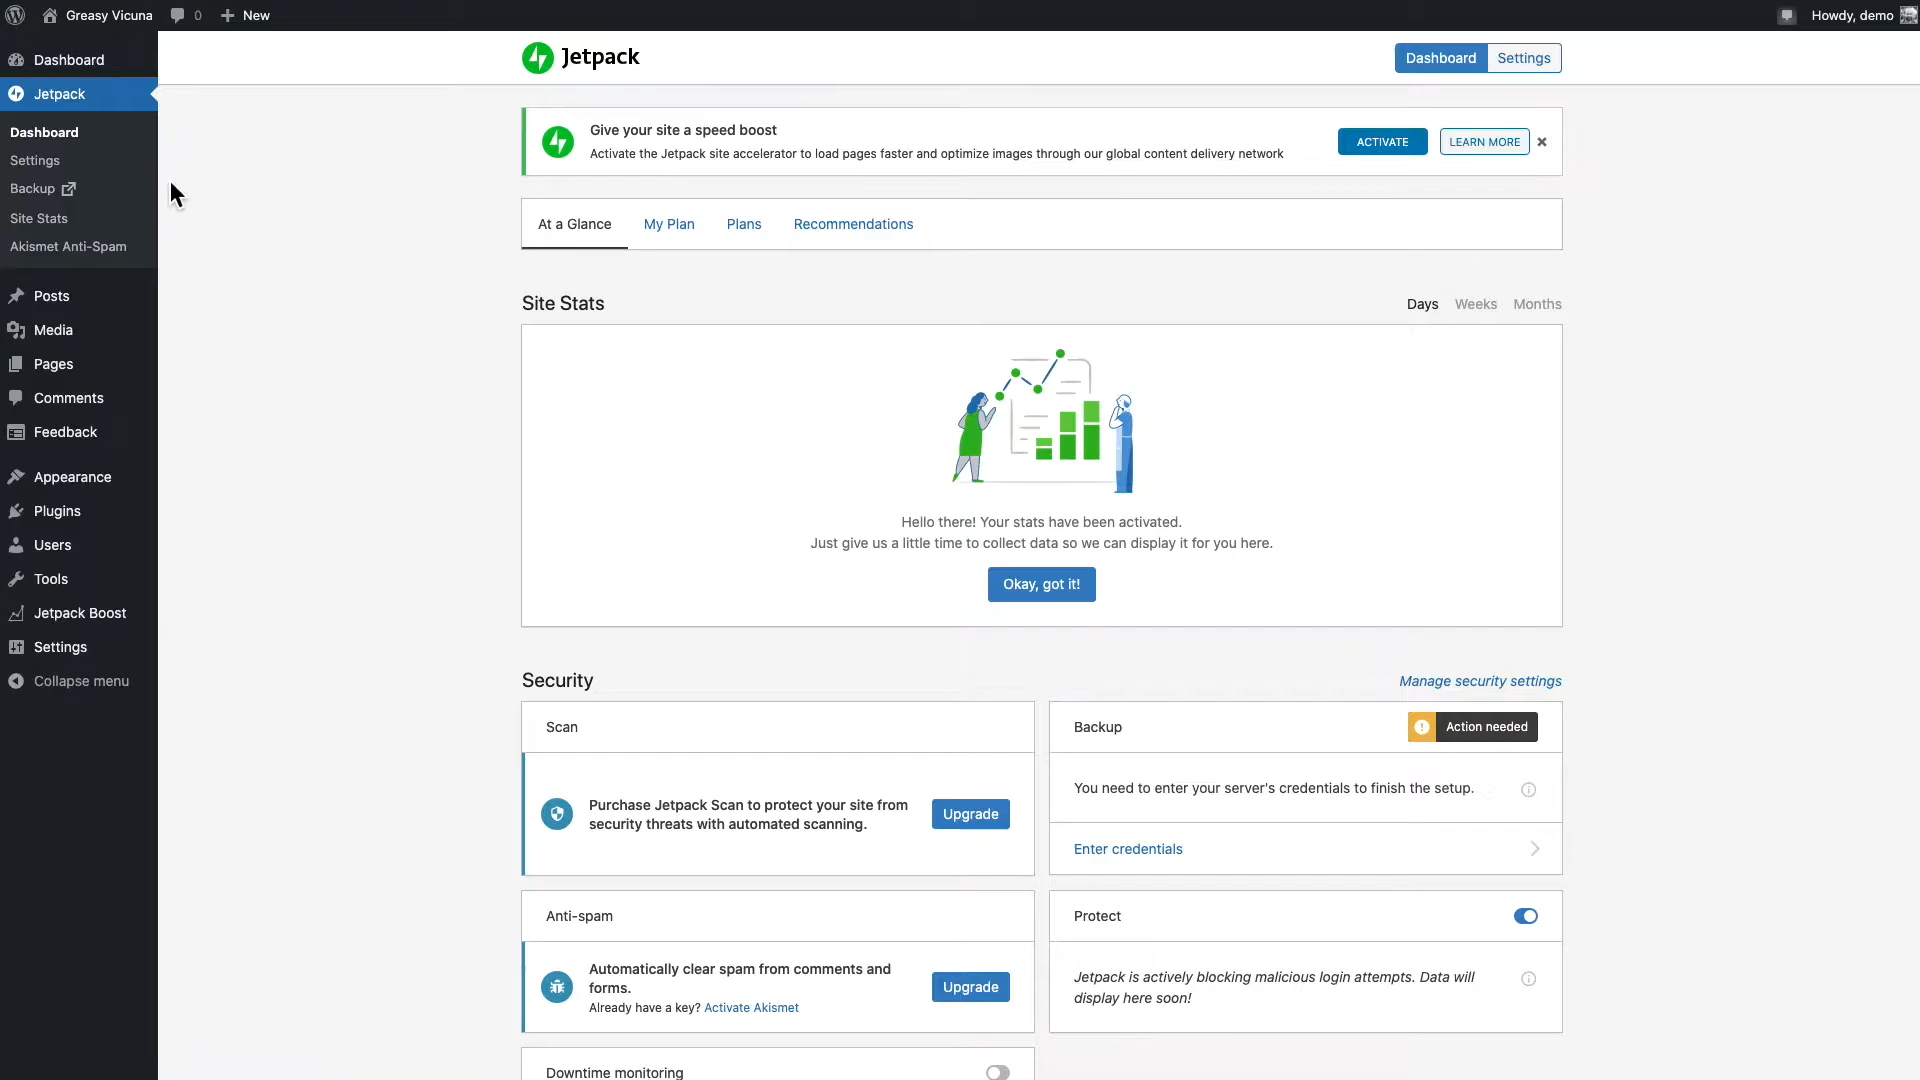 Greasy Vicuna
0
New
Howdy, demo
Dashboard
Jetpack
Dashboard
Settings
Backup
Site Stats
Akismet Anti-Spam
Posts
Media
Pages
Comments
Feedback
Appearance
Plugins
Users
Tools
Jetpack Boost
Settings
Collapse menu
Jetpack
Dashboard
Settings
Give your site a speed boost
Activate the Jetpack site accelerator to load pages faster and optimize images through our global content delivery network
ACTIVATE
LEARN MORE
At a Glance
My Plan
Plans
Recommendations
Site Stats
Days
Weeks
Months
Hello there! Your stats have been activated.
Just give us a little time to collect data so we can display it for you here.
Okay, got it!
Security
Manage security settings
Scan
Purchase Jetpack Scan to protect your site from
security threats with automated scanning.
Upgrade
Backup
Action needed
You need to enter your server's credentials to finish the setup.
Enter credentials
Anti-spam
Automatically clear spam from comments and
forms.
Already have a key? Activate Akismet
Upgrade
Protect
Jetpack is actively blocking malicious login attempts. Data will
display here soon!
Downtime monitoring